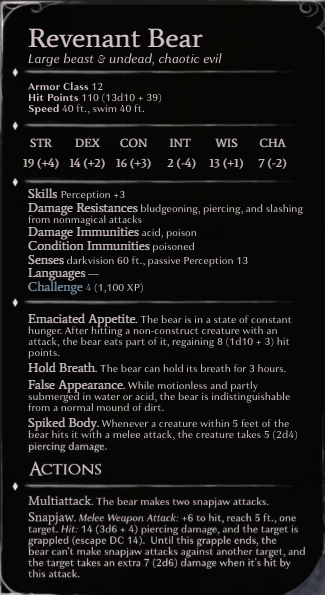 Revenant Bear
Large beast & undead, chaotic evil
Armor Class 12
Hit Points 110 (13d10 + 39)
Speed 40 ft., swim 40 ft.
STR DEX CON INT WIS CHA
19 (+4) 14 (+2) 16 (+3) 2 (-4) 13 (+1) 7 (-2)
Skills Perception +3
Damage Resistances bludgeoning, piercing, and slashing
from nonmagical attacks
Damage Immunities acid, poison
Condition Immunities poisoned
Senses darkvision 60 ft., passive Perception 13
Languages —
Challenge 4 (1,100 XP)
Emaciated Appetite. The bear is in a state of constant
hunger. After hitting a non-construct creature with an
attack, the bear eats part of it, regaining 8 (1d10 + 3) hit
points.
Hold Breath. The bear can hold its breath for 3 hours.
False Appearance. While motionless and partly
submerged in water or acid, the bear is indistinguishable
from a normal mound of dirt.
Spiked Body. Whenever a creature within 5 feet of the
bear hits it with a melee attack, the creature takes 5 (2d4)
piercing damage.
Actions
Multiattack. The bear makes two snapjaw attacks.
Snapjaw. Melee Weapon Attack: +6 to hit, reach 5 ft., one
target. Hit: 14 (3d6 + 4) piercing damage, and the target is
grappled (escape DC 14). Until this grapple ends, the
bear can't make snapjaw attacks against another target, and
the target takes an extra 7 (2d6) damage when it's hit by
this attack.